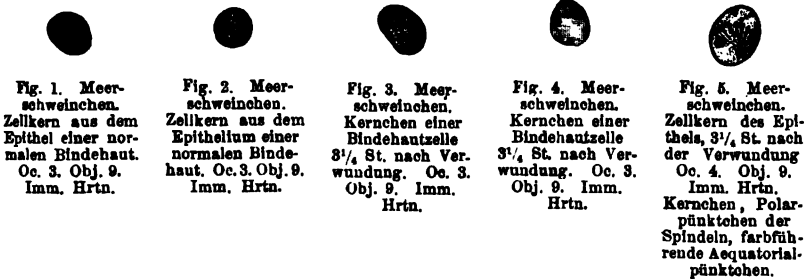 Fig. 1. Meer-
schweinchen.
Zellkern aus dem
Epithel einer nor-
malen Bindehaut.
Oc. 3. Obj. 9.
Imm. Hrtn.
Fig. 2. Meer-
schweinchen.
Zellkern aus dem
Epithelium einer
normalen Binde-
haut. Oc. 3. Obj. 9.
Imm. Hrtn.
Fig. 3. Meer-
schweinchen.
Kernchen einer
Bindehautzelle
3¹/₄ St. nach Ver-
wundung. Oc. 3.
Obj. 9. Imm.
Hrtn.
Fig. 4. Meer-
schweinchen.
Kernchen einer
Bindehautzelle
3¹/₄ St. nach Ver-
wundung. Oc. 3.
Obj. 9. Imm.
Hrtn.
Fig. 5. Meer-
schweinchen.
Zellkern des Epi-
thels, 3¹/₄ St. nach
der Verwundung
Oc. 4. Obj. 9.
Imm. Hrtn.
Kernchen, Polar-
pünktchen der
Spindeln, farbfüh-
rende Aequatorial-
pünktchen.